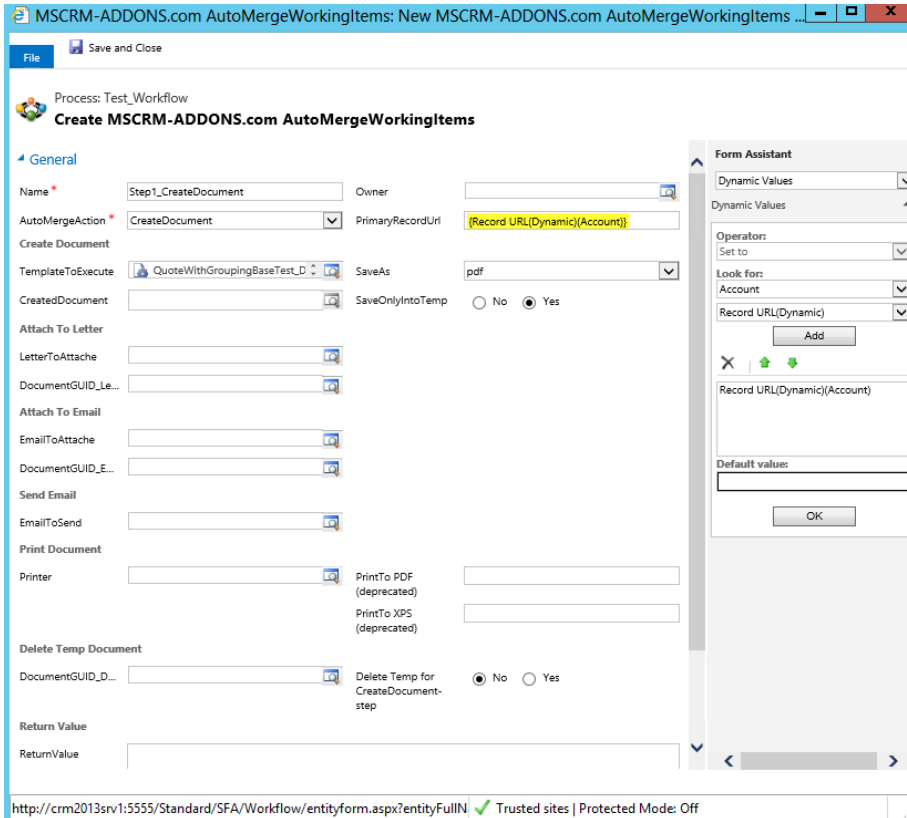 MSCRM-ADDONS.com AutoMergeWorkingItems: New MSCRM-ADDONS.com AutoMergeWorkingItems ...
File
Save and Close
Process: Test_Workflow
Create MSCRM-ADDONS.com AutoMergeWorkingItems
General
Name *
Step1_CreateDocument
Owner
AutoMergeAction *
CreateDocument
PrimaryRecordUrl
{Record URL(Dynamic)(Account)}
Create Document
TemplateToExecute
QuoteWithGroupingBaseTest_D
SaveAs
pdf
CreatedDocument
SaveOnlyIntoTemp
No
Yes
Attach To Letter
LetterToAttache
DocumentGUID_Le...
Attach To Email
EmailToAttache
DocumentGUID_E...
Send Email
EmailToSend
Print Document
Printer
PrintTo PDF
(deprecated)
PrintTo XPS
(deprecated)
Delete Temp Document
DocumentGUID_D...
Delete Temp for
CreateDocument-
step
No
Yes
Return Value
ReturnValue
Form Assistant
Dynamic Values
Dynamic Values
Operator:
Set to
Look for:
Account
Record URL(Dynamic)
Add
Record URL(Dynamic)(Account)
Default value:
OK
http://crm2013srv1:5555/Standard/SFA/Workflow/entityform.aspx?entityFullN
Trusted sites | Protected Mode: Off